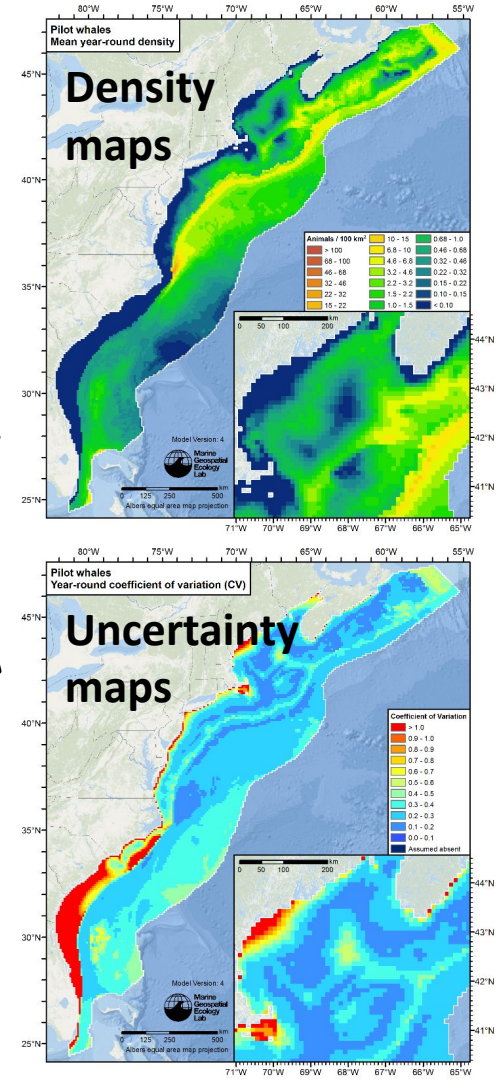 80°W 75°W 70°W 65°W 60°W 55°W
Pilot whales
Mean year-round density
Density
maps
45°N
40°N
35°N
30°N
25°N
Animals / 100 km²
> 100
68 - 100
46 - 68
32 - 46
22 - 32
15 - 22
10 - 15
6.8 - 10
4.6 - 6.8
3.2 - 4.6
2.2 - 3.2
1.5 - 2.2
1.0 - 1.5
0.68 - 1.0
0.46 - 0.68
0.32 - 0.46
0.22 - 0.32
0.15 - 0.22
0.10 - 0.15
< 0.10
0 50 100 200 km
44°N
43°N
42°N
41°N
Model Version: 4
Marine
Geospatial
Ecology
Lab
0 125 250 500 km
Albers equal area map projection
71°W 70°W 69°W 68°W 67°W 66°W 65°W
80°W 75°W 70°W 65°W 60°W 55°W
Pilot whales
Year-round coefficient of variation (CV)
Uncertainty
maps
45°N
40°N
35°N
30°N
25°N
Coefficient of Variation
> 1.0
0.9 - 1.0
0.8 - 0.9
0.7 - 0.8
0.6 - 0.7
0.5 - 0.6
0.4 - 0.5
0.3 - 0.4
0.2 - 0.3
0.1 - 0.2
0.0 - 0.1
Assumed absent
0 50 100 200 km
44°N
43°N
42°N
41°N
Model Version: 4
Marine
Geospatial
Ecology
Lab
0 125 250 500 km
Albers equal area map projection
71°W 70°W 69°W 68°W 67°W 66°W 65°W